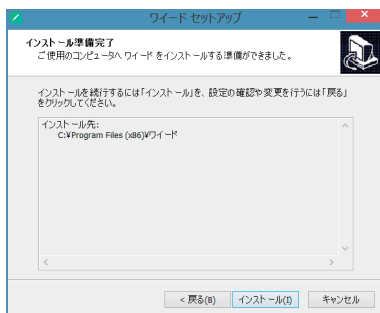 ワイード セットアップ
インストール準備完了
ご使用のコンピュータへ ワイード をインストールする準備ができました。
インストールを続行するには「インストール」を、設定の確認や変更を行うには「戻る」
をクリックしてください。
インストール先:
C:¥Program Files (x86)¥ワイード
< 戻る(B)
インストール(I)
キャンセル